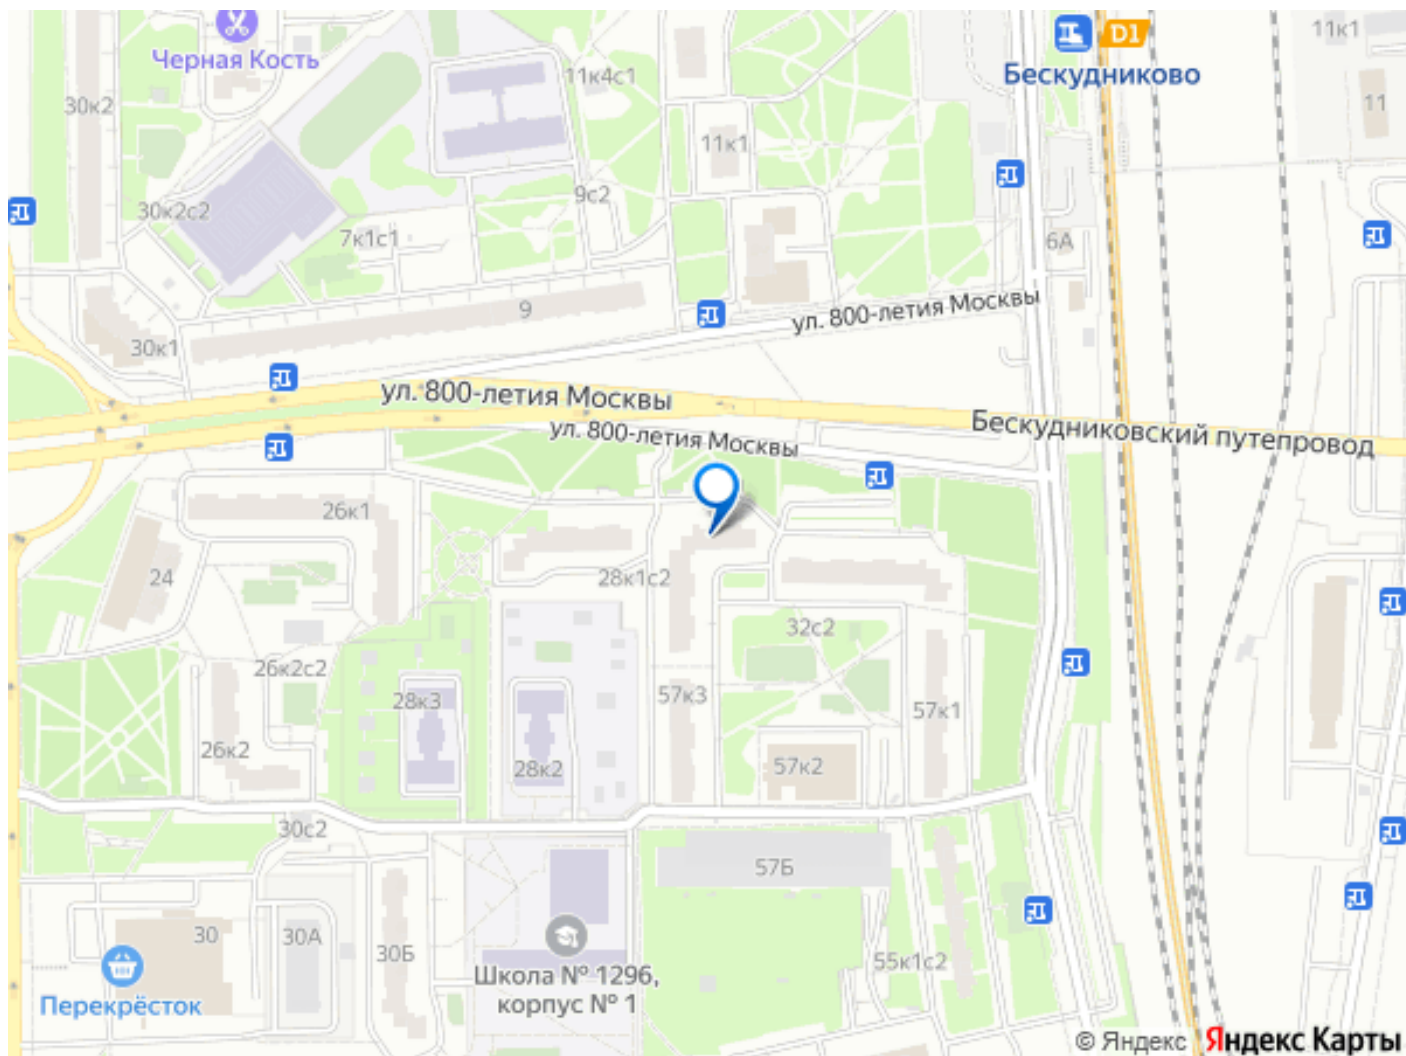 D1
11к1
Черная Кость
Бескудниково
11к4с1
30к2
11
11к1
9с2
30к2с2
7к1с1
6А
ул. 800-летия Москвы
9
30к1
ул. 800-летия Москвы
Бескудниковский путепровод
ул. 800-летия Москвы
26к1
24
28к1с2
32с2
26к2с2
28к3
57к3
57к1
26к2
28к2
57к2
30с2
57Б
30
30А
30Б
55к1с2
Школа № 1296,
корпус № 1
Перекрёсток
© Яндекс Яндекс Карты